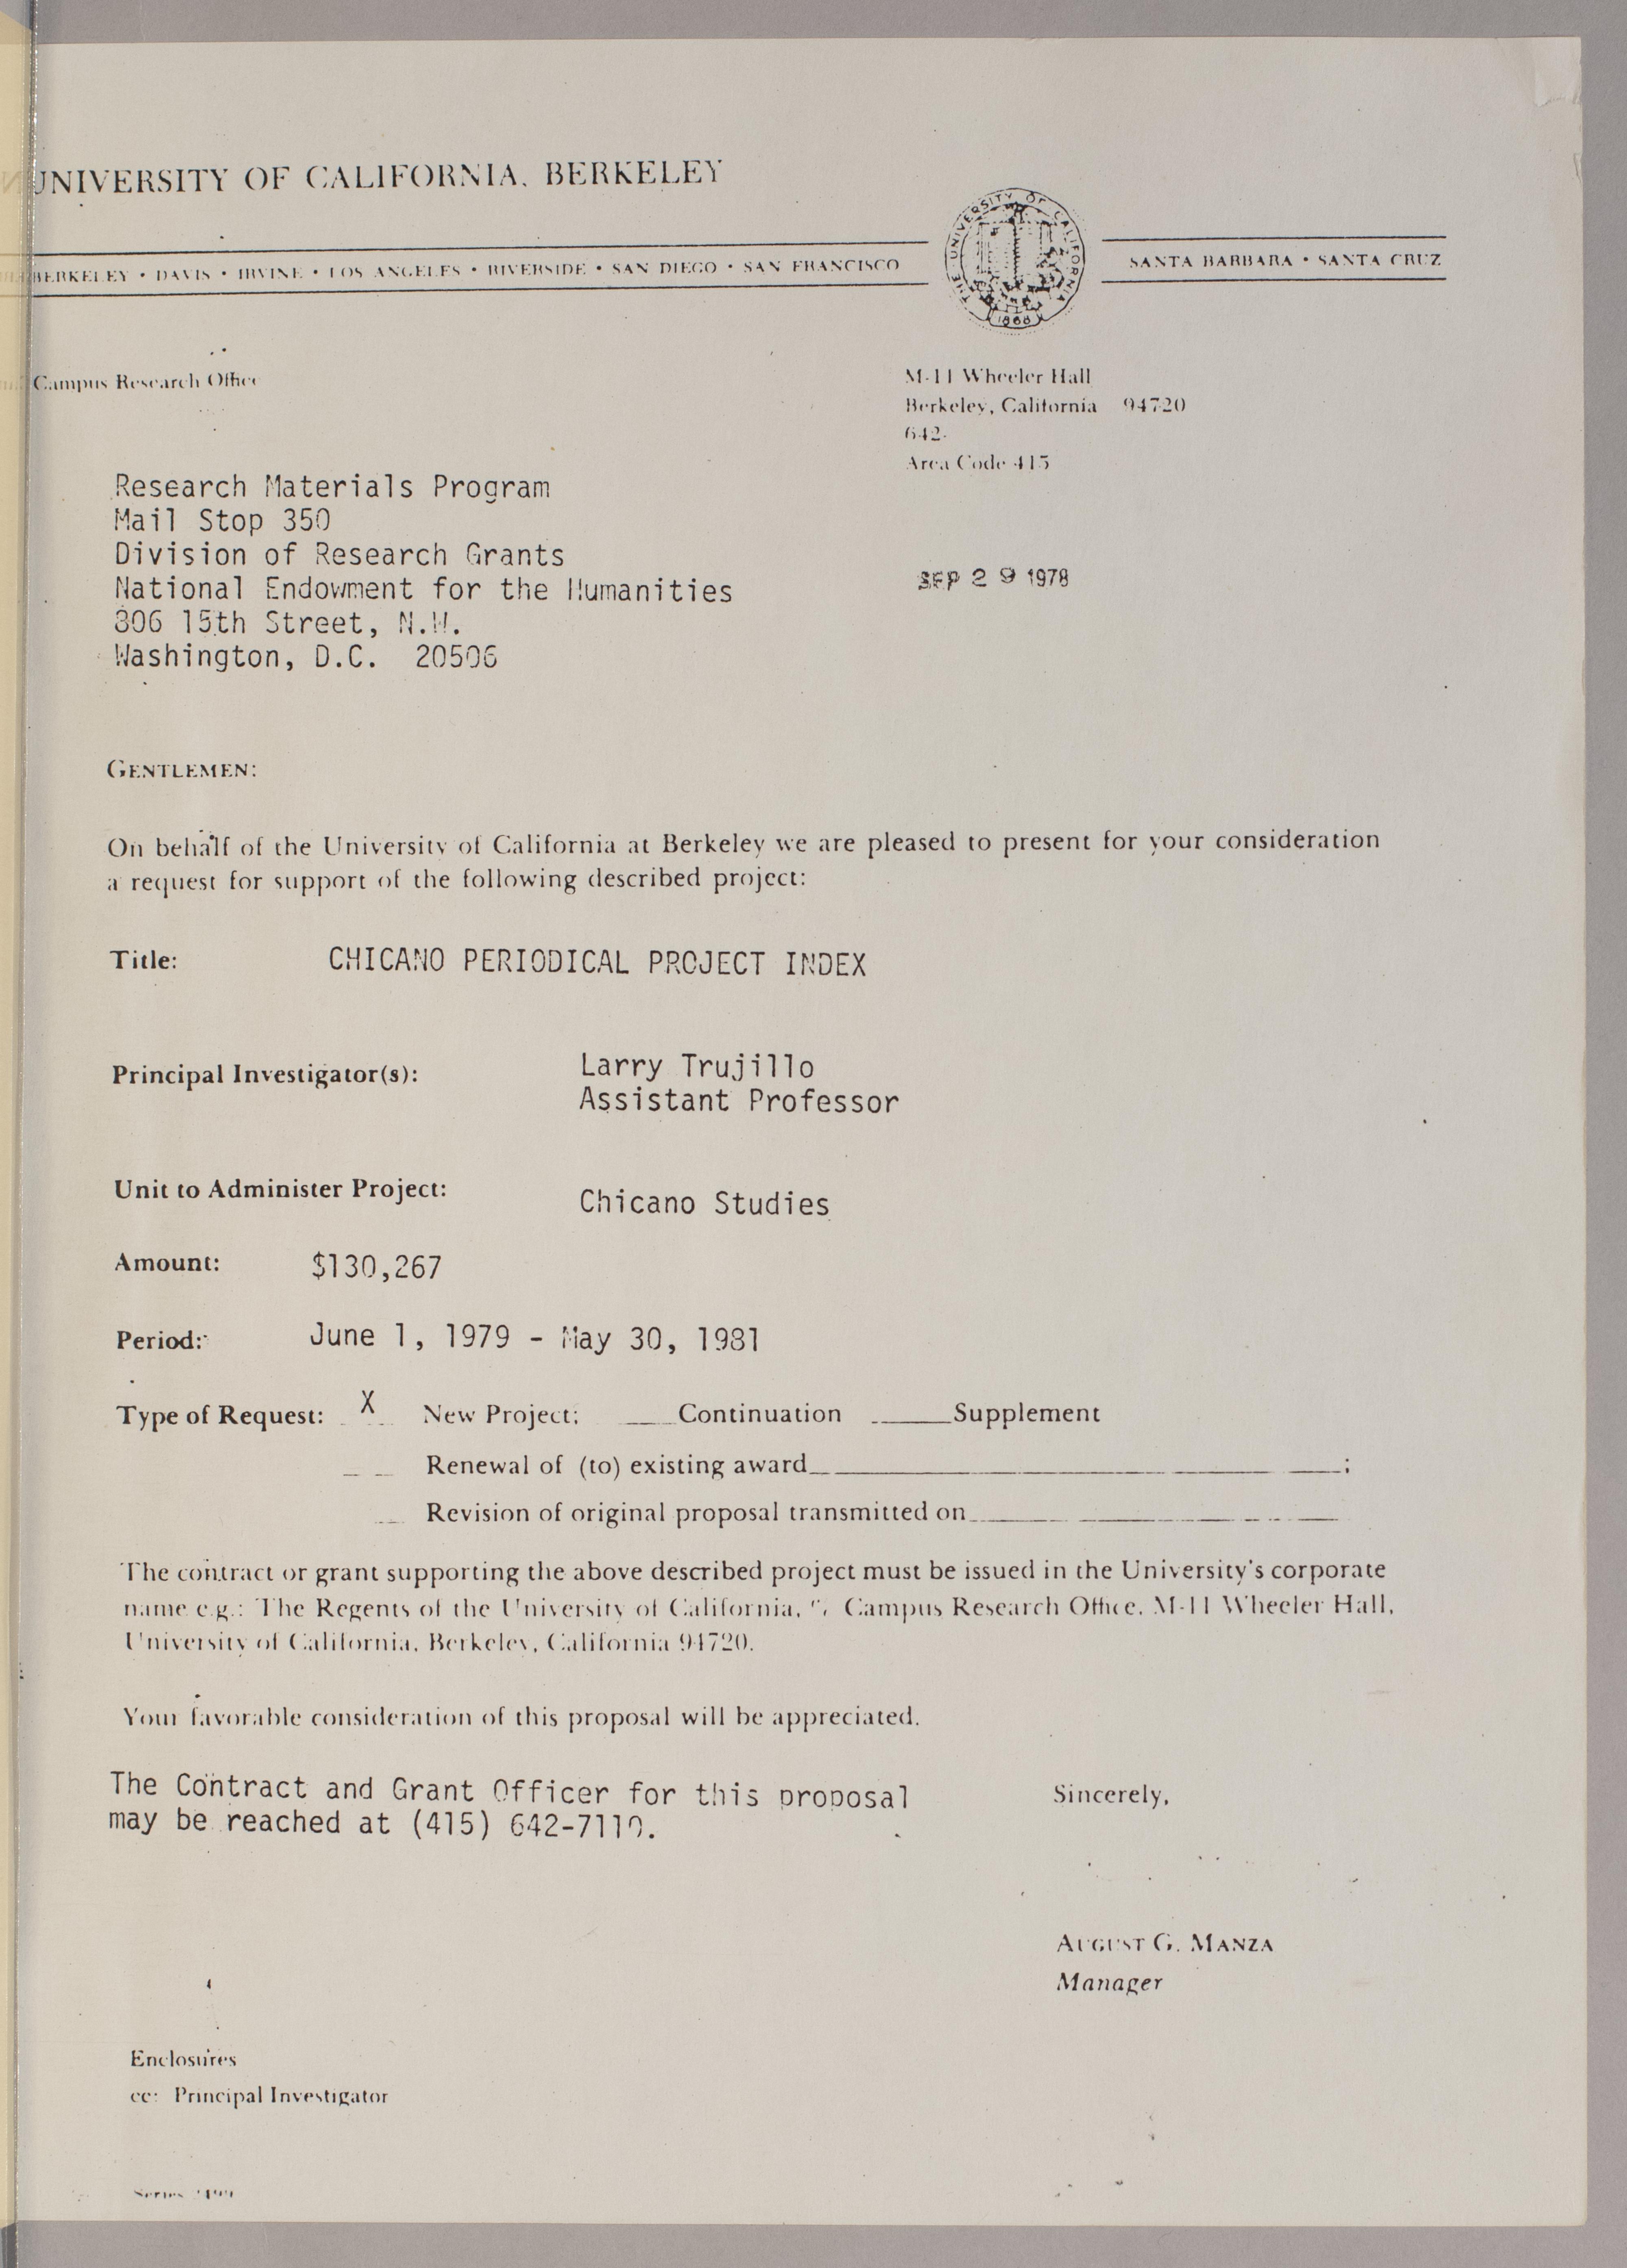 UNIVERSITY OF CALIFORNIA, BERKELEY
BERKELEY • DAVIS • IRVINE • LOS ANGELES • RIVERSIDE • SAN DIEGO • SAN FRANCISCO
THE UNIVERSITY OF CALIFORNIA 1868
SANTA BARBARA • SANTA CRUZ
Campus Research Office
M-11 Wheeler Hall
Berkeley, California 94720
642-
Area Code 415
Research Materials Program
Mail Stop 350
Division of Research Grants
National Endowment for the Humanities
806 15th Street, N.W.
Washington, D.C. 20506
SEP 29 1978
GENTLEMEN:
On behalf of the University of California at Berkeley we are pleased to present for your consideration
a request for support of the following described project:
Title: CHICANO PERIODICAL PROJECT INDEX
Principal Investigator(s): Larry Trujillo
Assistant Professor
Unit to Administer Project: Chicano Studies
Amount: $130,267
Period: June 1, 1979 - May 30, 1981
Type of Request: X New Project; ___Continuation ___Supplement
___ Renewal of (to) existing award___;
___ Revision of original proposal transmitted on___
The contract or grant supporting the above described project must be issued in the University's corporate
name e.g.: The Regents of the University of California, Campus Research Office, M-11 Wheeler Hall,
University of California, Berkeley, California 94720.
Your favorable consideration of this proposal will be appreciated.
The Contract and Grant Officer for this proposal
may be reached at (415) 642-7110.
Sincerely,
AUGUST G. MANZA
Manager
Enclosures
cc: Principal Investigator
Series